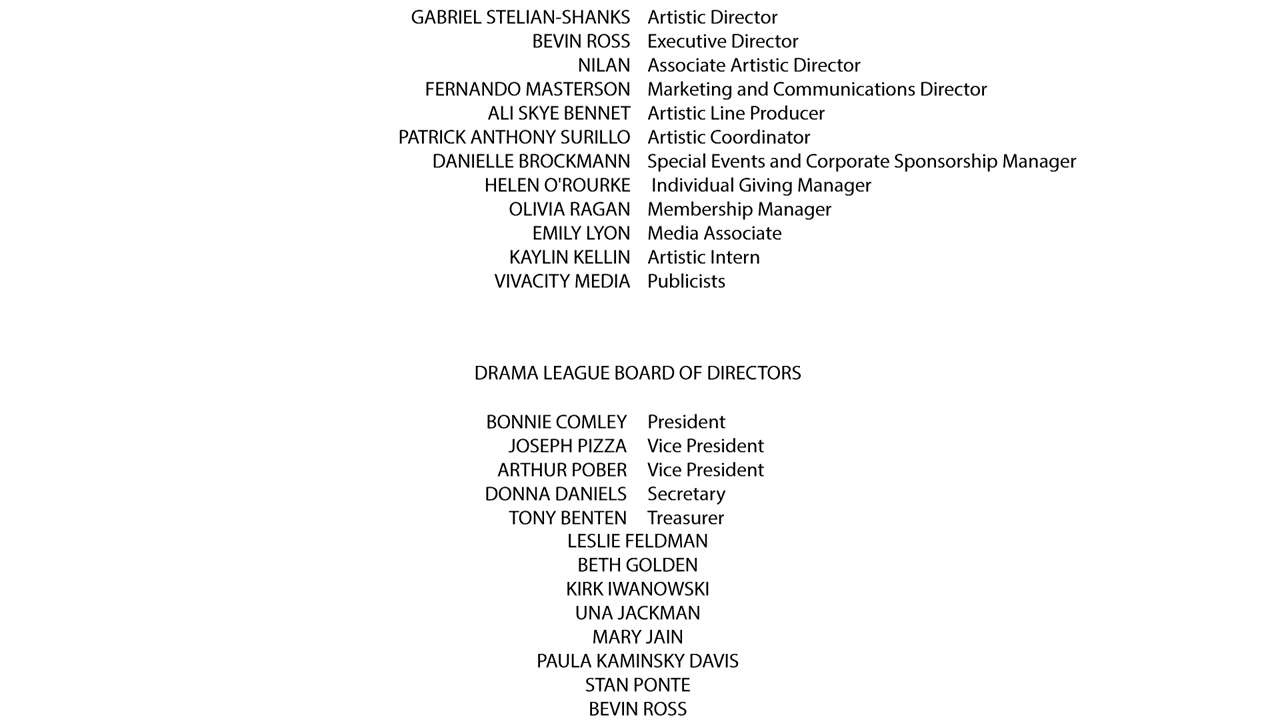 GABRIEL STELIAN-SHANKS Artistic Director
BEVIN ROSS Executive Director
NILAN Associate Artistic Director
FERNANDO MASTERSON Marketing and Communications Director
ALI SKYE BENNET Artistic Line Producer
PATRICK ANTHONY SURILLO Artistic Coordinator
DANIELLE BROCKMANN Special Events and Corporate Sponsorship Manager
HELEN O'ROURKE Individual Giving Manager
OLIVIA RAGAN Membership Manager
EMILY LYON Media Associate
KAYLIN KELLIN Artistic Intern
VIVACITY MEDIA Publicists
DRAMA LEAGUE BOARD OF DIRECTORS
BONNIE COMLEY President
JOSEPH PIZZA Vice President
ARTHUR POBER Vice President
DONNA DANIELS Secretary
TONY BENTEN Treasurer
LESLIE FELDMAN
BETH GOLDEN
KIRK IWANOWSKI
UNA JACKMAN
MARY JAIN
PAULA KAMINSKY DAVIS
STAN PONTE
BEVIN ROSS